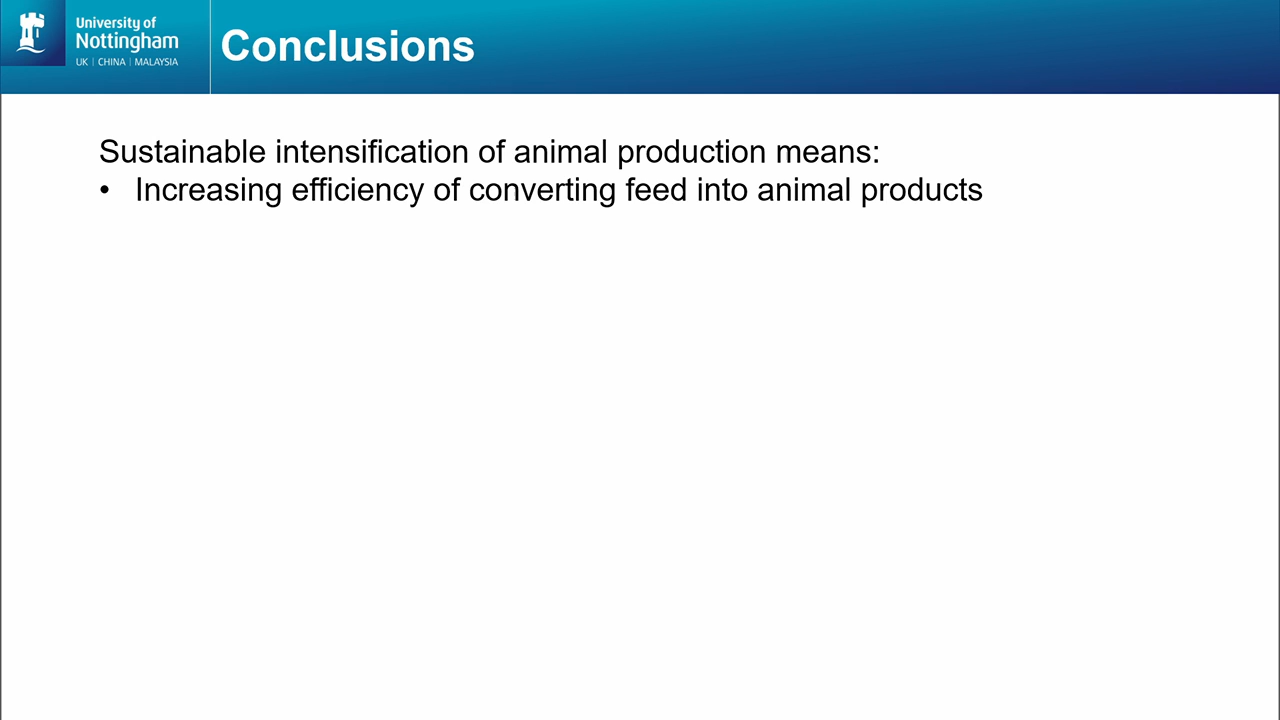 University of
Nottingham
UK | CHINA | MALAYSIA
Conclusions
Sustainable intensification of animal production means:
• Increasing efficiency of converting feed into animal products